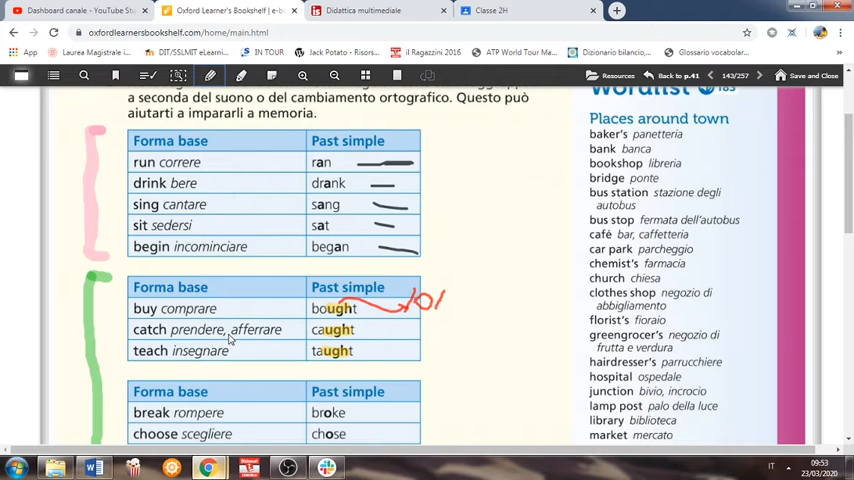 Dashboard canale - YouTube Stu
Oxford Learner's Bookshelf | e-b
Didattica multimediale
Classe 2H
oxfordlearnersbookshelf.com/home/main.html
App
Laurea Magistrale i...
DIT/SSLMIT eLearni...
IN TOUR
Jack Potato - Risors...
il Ragazzini 2016
AVIP World Tour Map
Dizionario bilancio,...
Glossario vocabolar...
Resources
Back to p.41
143/257
Save and Close
a seconda del suono o del cambiamento ortografico. Questo può
aiutarti a impararli a memoria.
Forma base Past simple
run correre ran
drink bere drank
sing cantare sang
sit sedersi sat
begin incominciare began
Forma base Past simple
buy comprare bought
/O/
catch prendere, afferrare caught
teach insegnare taught
Forma base Past simple
break rompere broke
choose scegliere chose
Wordlist 183
Places around town
baker's panetteria
bank banca
bookshop libreria
bridge ponte
bus station stazione degli
autobus
bus stop fermata dell'autobus
café bar, caffetteria
car park parcheggio
chemist's farmacia
church chiesa
clothes shop negozio di
abbigliamento
florist's fioraio
greengrocer's negozio di
frutta e verdura
hairdresser's parrucchiere
hospital ospedale
junction bivio, incrocio
lamp post palo della luce
library biblioteca
market mercato
IT
09:53
23/03/2020